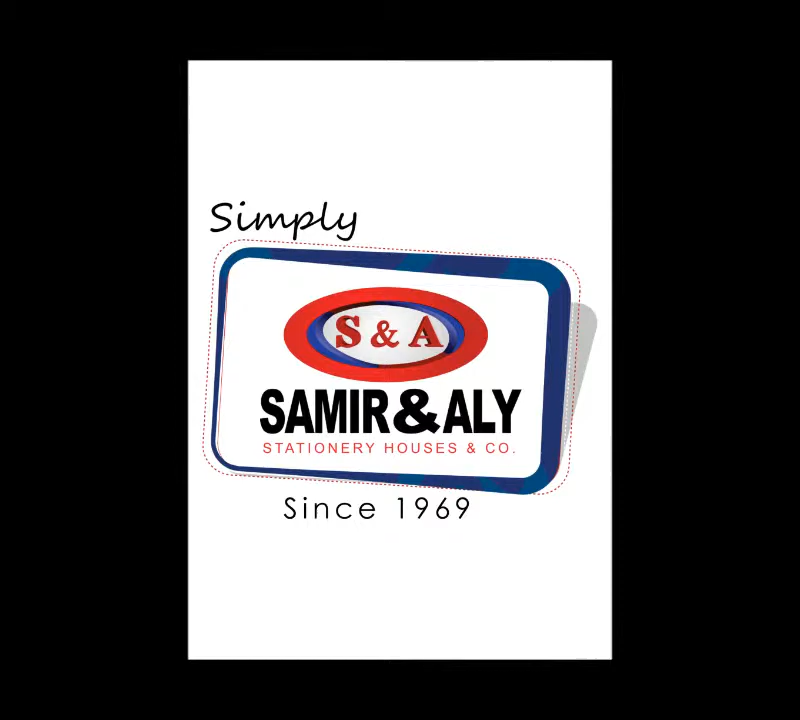 Simply
S & A
SAMIR & ALY
STATIONERY HOUSES & CO.
Since 1969